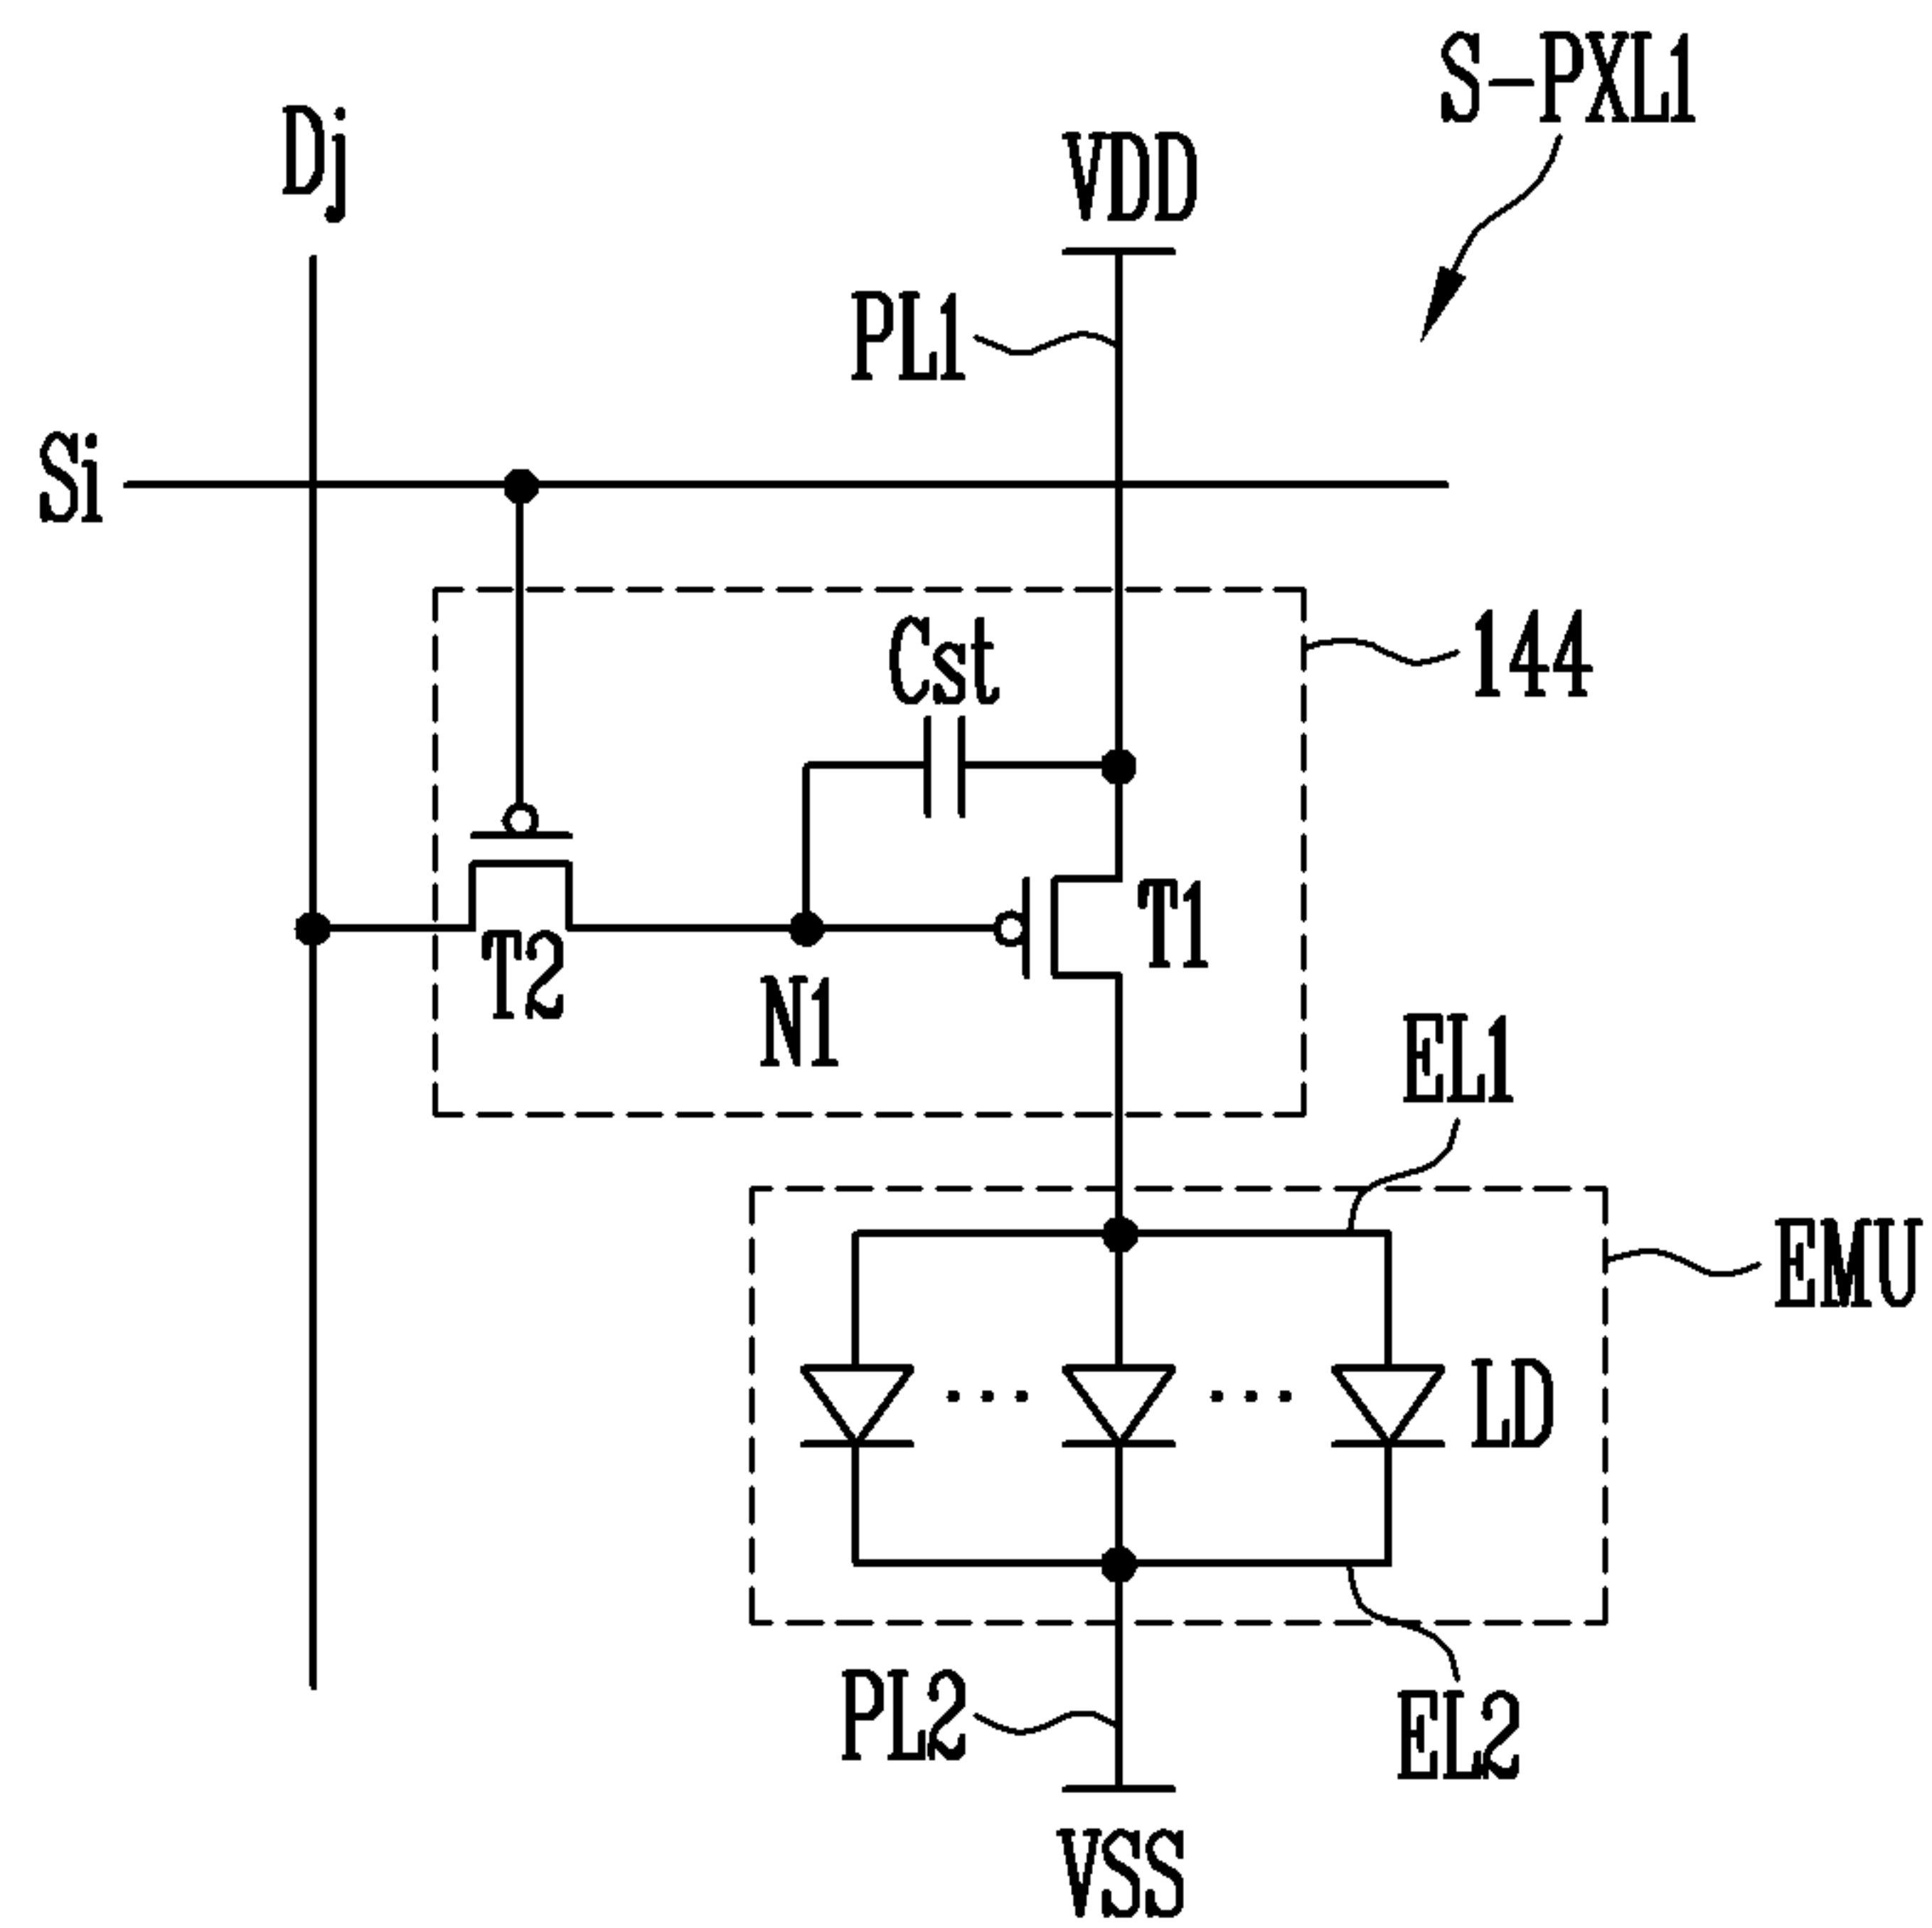 S-PXL1
Dj
VDD
PL1
Si
Cst
144
T1
T2
N1
EL1
EMU
LD
PL2
EL2
VSS